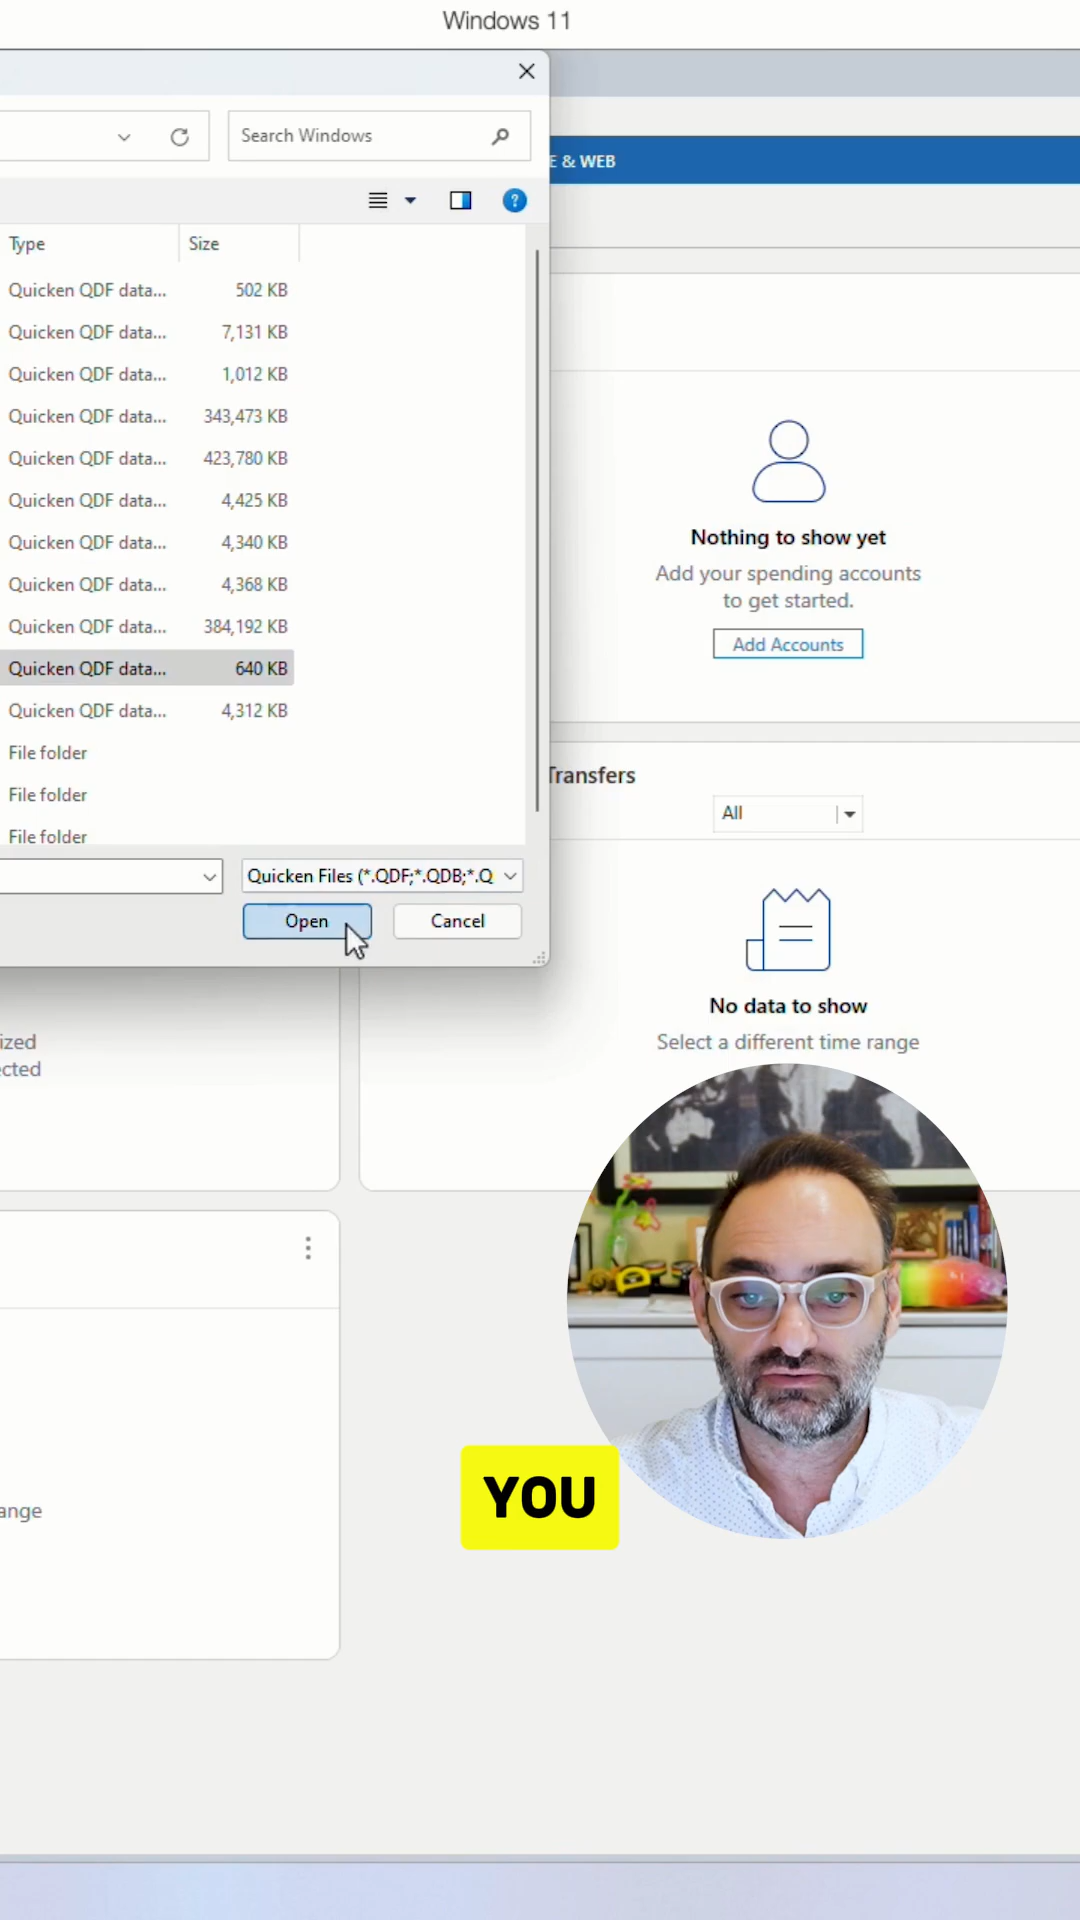 Windows 11
Search Windows
E & WEB
?
Type Size
Quicken QDF data... 502 KB
Quicken QDF data... 7,131 KB
Quicken QDF data... 1,012 KB
Quicken QDF data... 343,473 KB
Quicken QDF data... 423,780 KB
Quicken QDF data... 4,425 KB
Quicken QDF data... 4,340 KB
Quicken QDF data... 4,368 KB
Quicken QDF data... 384,192 KB
Quicken QDF data... 640 KB
Quicken QDF data... 4,312 KB
File folder
File folder
File folder
Quicken Files (*.QDF;*.QDB;*.Q
Open Cancel
Nothing to show yet
Add your spending accounts
to get started.
Add Accounts
Transfers
All
No data to show
Select a different time range
ized
cted
ange
YOU